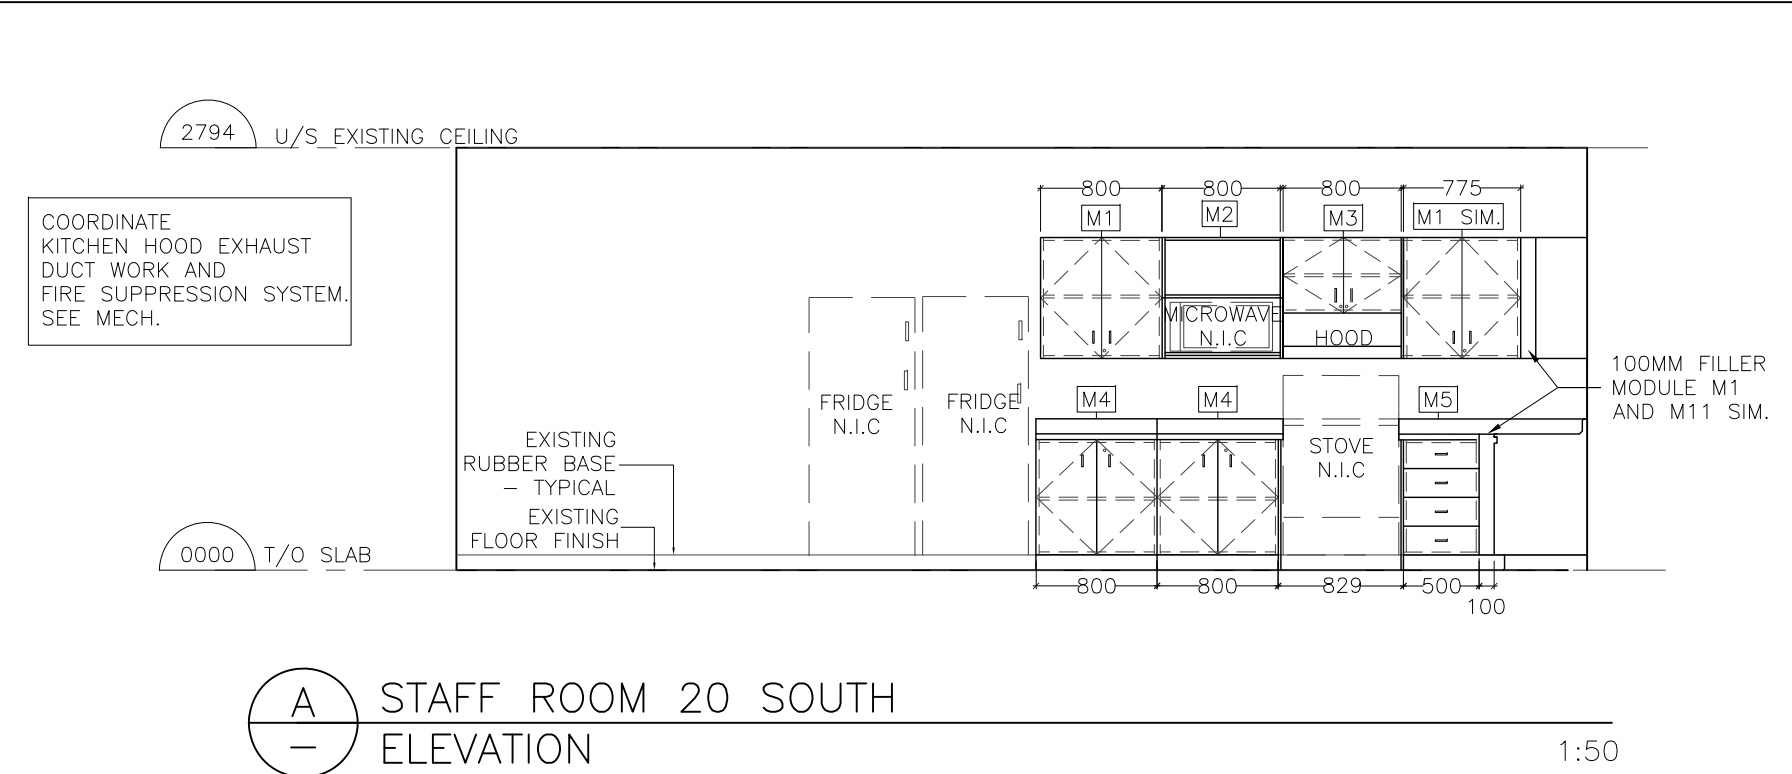 2794 U/S EXISTING CEILING
COORDINATE
KITCHEN HOOD EXHAUST
DUCT WORK AND
FIRE SUPPRESSION SYSTEM.
SEE MECH.
800 800 800 775
M1 M2 M3 M1 SIM.
MICROWAVE
N.I.C
HOOD
100MM FILLER
MODULE M1
AND M11 SIM.
FRIDGE
N.I.C
FRIDGE
N.I.C
M4 M4 M5
STOVE
N.I.C
EXISTING
RUBBER BASE
- TYPICAL
EXISTING
FLOOR FINISH
0000 T/O SLAB
800 800 829 500
100
A STAFF ROOM 20 SOUTH
- ELEVATION
1:50